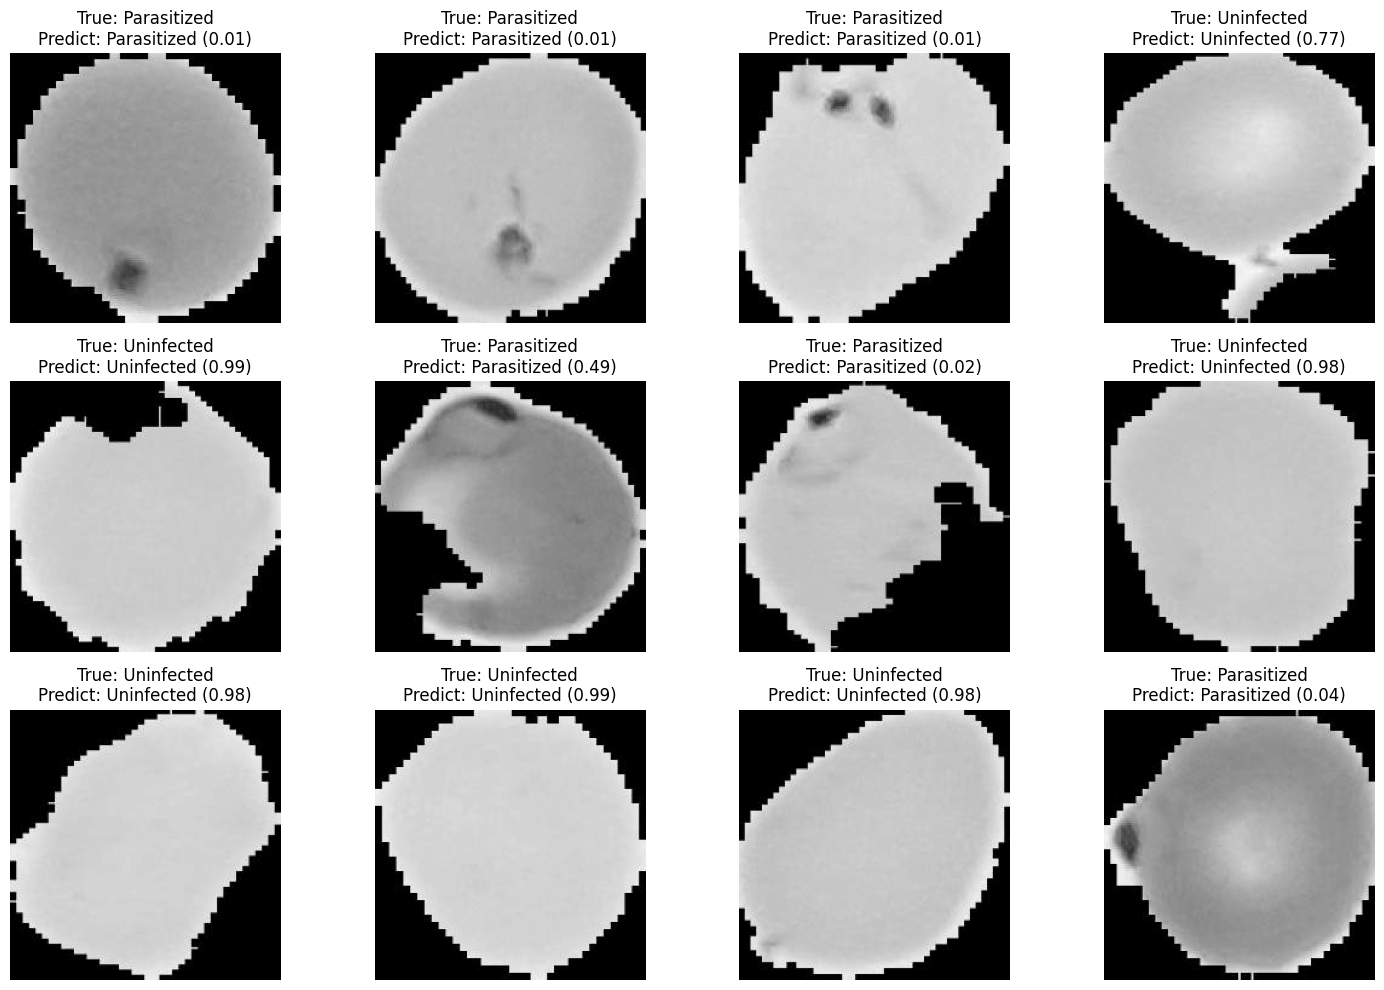 True: Parasitized
Predict: Parasitized (0.01)
True: Parasitized
Predict: Parasitized (0.01)
True: Parasitized
Predict: Parasitized (0.01)
True: Uninfected
Predict: Uninfected (0.77)
True: Uninfected
Predict: Uninfected (0.99)
True: Parasitized
Predict: Parasitized (0.49)
True: Parasitized
Predict: Parasitized (0.02)
True: Uninfected
Predict: Uninfected (0.98)
True: Uninfected
Predict: Uninfected (0.98)
True: Uninfected
Predict: Uninfected (0.99)
True: Uninfected
Predict: Uninfected (0.98)
True: Parasitized
Predict: Parasitized (0.04)